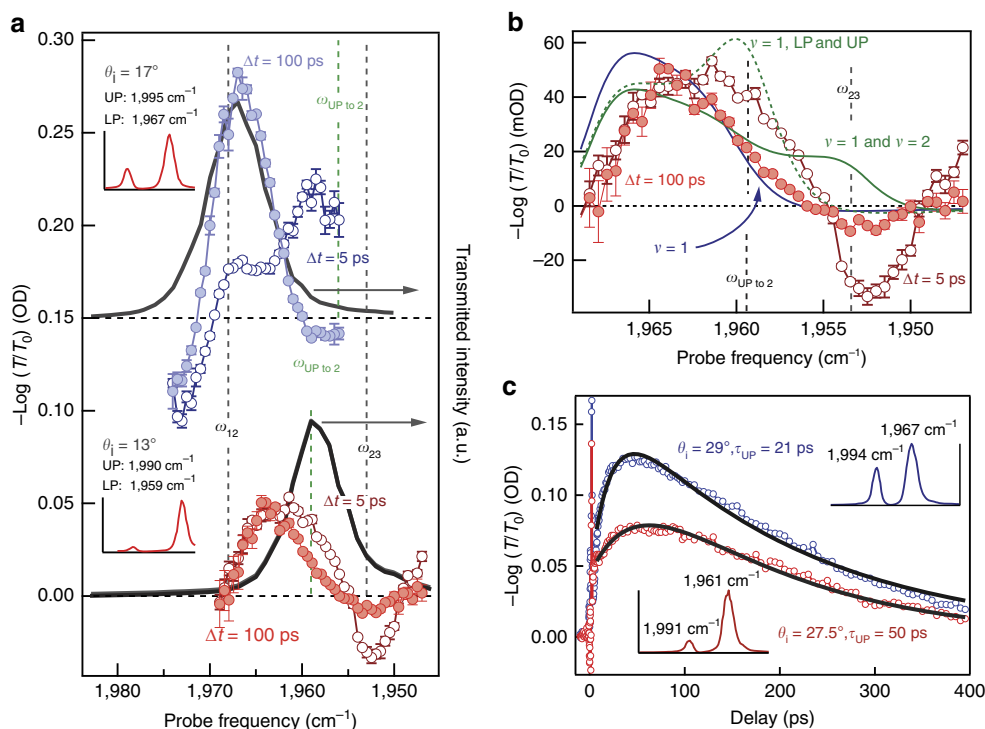 a
0.30
0.25
0.20
0.15
0.10
0.05
0.00
–Log (T/T₀) (OD)
θᵢ = 17°
UP: 1,995 cm⁻¹
LP: 1,967 cm⁻¹
Δt = 100 ps
ω_UP to 2
Δt = 5 ps
ω_UP to 2
ω₁₂
ω₂₃
θᵢ = 13°
UP: 1,990 cm⁻¹
LP: 1,959 cm⁻¹
Δt = 5 ps
Δt = 100 ps
1,980
1,970
1,960
1,950
Probe frequency (cm⁻¹)
Transmitted intensity (a.u.)
b
60
40
20
0
–20
–Log (T/T₀) (mOD)
v = 1, LP and UP
ω₂₃
v = 1 and v = 2
Δt = 100 ps
v = 1
ω_UP to 2
Δt = 5 ps
1,965
1,960
1,955
1,950
Probe frequency (cm⁻¹)
c
0.15
0.10
0.05
0.00
–Log (T/T₀) (OD)
θᵢ = 29°, τ_UP = 21 ps
1,967 cm⁻¹
1,994 cm⁻¹
1,961 cm⁻¹
1,991 cm⁻¹
θᵢ = 27.5°, τ_UP = 50 ps
0
100
200
300
400
Delay (ps)